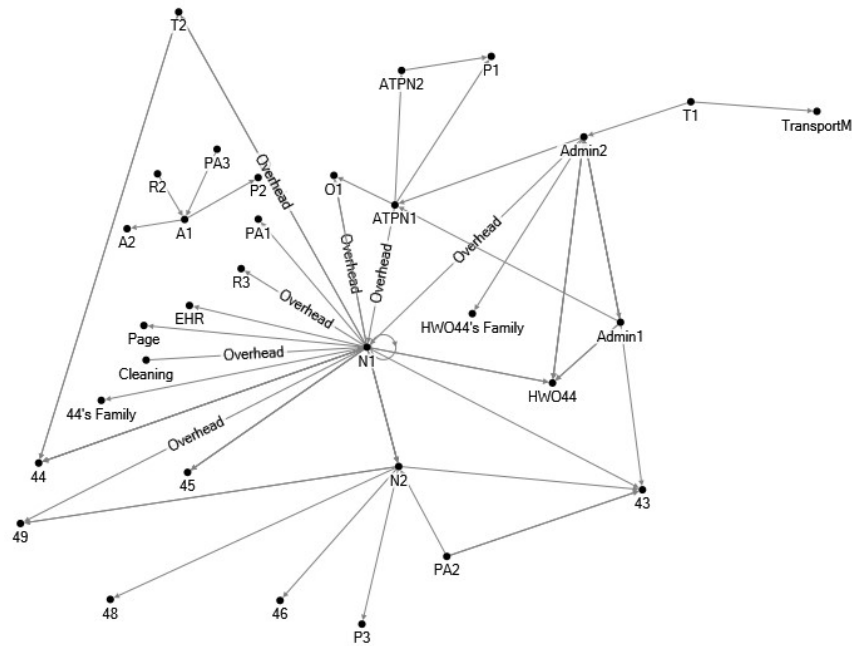 T2
ATPN2
P1
T1
TransportM
Admin2
PA3
Overhead
R2
P2
O1
ATPN1
A2
A1
PA1
Overhead
Overhead
Overhead
R3
Overhead
EHR
HWO44's Family
Page
Admin1
Overhead
N1
Cleaning
HWO44
44's Family
Overhead
44
45
N2
43
49
PA2
48
46
P3